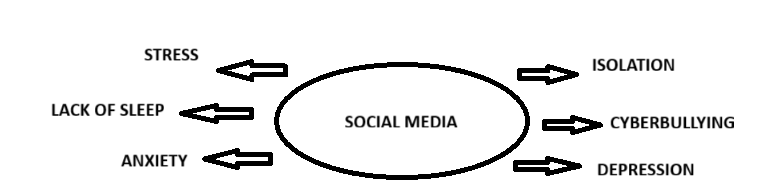 STRESS
ISOLATION
LACK OF SLEEP
SOCIAL MEDIA
CYBERBULLYING
ANXIETY
DEPRESSION